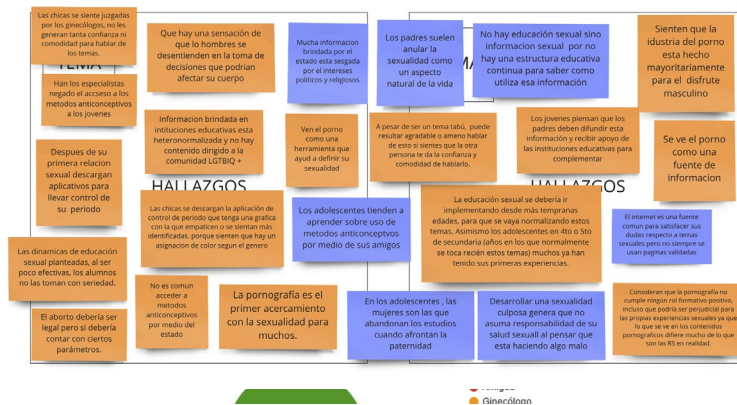 Las chicas se siente juzgadas
por los ginecólogos, no les
generan tanta confianza ni
comodidad para hablar de
los temas.
Que hay una sensación de
que lo hombres se
desentienden en la toma de
decisiones que podrían
afectar su cuerpo
Mucha informacion
brindada por el
estado esta sesgada
por el intereses
politicos y religiosos
Los padres suelen
anular la
sexualidad como
un aspecto
natural de la vida
No hay educación sexual sino
informacion sexual por no
hay una estructura educativa
continua para saber como
utiliza esa información
Sienten que la
idustria del porno
esta hecho
mayoritariamente
para el disfrute
masculino
TEMA
MA
Han los especialistas
negado el accseso a los
metodos anticonceptivos
a los jovenes
Informacion brindada en
intituciones educativas esta
heteronormalizada y no hay
contenido dirigido a la
comunidad LGTBIQ +
Ven el porno
como una
herramienta que
ayud a definir su
sexualidad
A pesar de ser un tema tabú, puede
resultar agradable o ameno hablar
de esto si sientes que la otra
persona te da la confianza y
comodidad de hablarlo.
Los jovenes piensan que los
padres deben difundir esta
información y recibir apoyo de
las instituciones educativas para
complementar
Se ve el porno
como una
fuente de
informacion
Despues de su
primera relacion
sexual descargan
aplicativos para
llevar control de
su periodo
HALLAZGOS
HALLAZGOS
Las chicas se descargan la aplicación de
control de periodo que tenga una grafica
con la que empaticen o se sientan más
identificadas. porque sienten que hay un
asignacion de color segun el genero
Los adolescentes tienden a
aprender sobre uso de
metodos anticonceptivos
por medio de sus amigos
La educación sexual se debería ir
implementando desde más tempranas
edades, para que se vaya normalizando estos
temas. Asimismo los adolescentes en 4to o 5to
de secundaria (años en los que normalmente
se toca recién estos temas) muchos ya han
tenido sus primeras experiencias.
El internet es una fuente
comun para satisfacer sus
dudas respecto a temas
sexuales pero no siempre se
usan paginas validadas
Las dinamicas de educación
sexual planteadas, al ser
poco efectivas, los alumnos
no las toman con seriedad.
No es comun
acceder a
metodos
anticonceptivos
por medio del
estado
La pornografía es el
primer acercamiento
con la sexualidad para
muchos.
En los adolescentes , las
mujeres son las que
abandonan los estudios
cuando afrontan la
paternidad
Desarrollar una sexualidad
culposa genera que no
asuma responsabilidad de su
salud sexuall al pensar que
esta haciendo algo malo
Consideran que la pornografía no
cumple ningún rol formativo positivo,
incluso que podría ser perjudicial para
las propias experiencias sexuales ya que
lo que se ve en los contenidos
pornograficos difiere mucho de lo que
son las RS en realidad.
El aborto debería ser
legal pero si debería
contar con ciertos
parámetros.
Ginecólogo